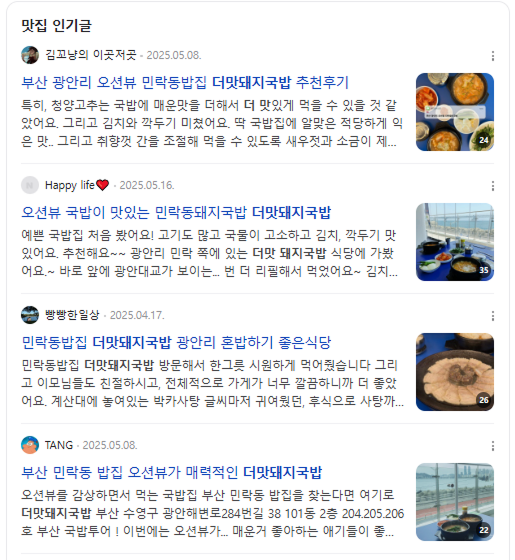 맛집 인기글
김꼬냥의 이곳저곳 · 2025.05.08.
부산 광안리 오션뷰 민락동밥집 더맛돼지국밥 추천후기
특히, 청양고추는 국밥에 매운맛을 더해서 더 맛있게 먹을 수 있을 것 같
았어요. 그리고 김치와 깍두기 미쳤어요. 딱 국밥집에 알맞은 적당하게 익
은 맛.. 그리고 취향껏 간을 조절해 먹을 수 있도록 새우젓과 소금이 제...
24
Happy life❤️ · 2025.05.16.
오션뷰 국밥이 맛있는 민락동돼지국밥 더맛돼지국밥
예쁜 국밥집 처음 봤어요! 고기도 많고 국물이 고소하고 김치, 깍두기 맛
있어요. 추천해요~~ 광안리 민락 쪽에 있는 더맛 돼지국밥 식당에 가봤
어요.~ 바로 앞에 광안대교가 보이는... 번 더 리필해서 먹었어요~ 김치...
35
빵빵한일상 · 2025.04.17.
민락동밥집 더맛돼지국밥 광안리 혼밥하기 좋은식당
민락동밥집 더맛돼지국밥 방문해서 한그릇 시원하게 먹어줬습니다 그리
고 이모님들도 친절하시고, 전체적으로 가게가 너무 깔끔하니까 더 좋았
어요. 계산대에 놓여있는 박카사탕 글씨마저 귀여웠던, 후식으로 사탕까...
26
TANG · 2025.05.08.
부산 민락동 밥집 오션뷰가 매력적인 더맛돼지국밥
오션뷰를 감상하면서 먹는 국밥집 부산 민락동 밥집을 찾는다면 여기로
더맛돼지국밥 부산 수영구 광안해변로284번길 38 101동 2층 204.205.206
호 부산 국밥투어 ! 이번에는 오션뷰가... 매운거 좋아하는 얘기들이 좋...
22